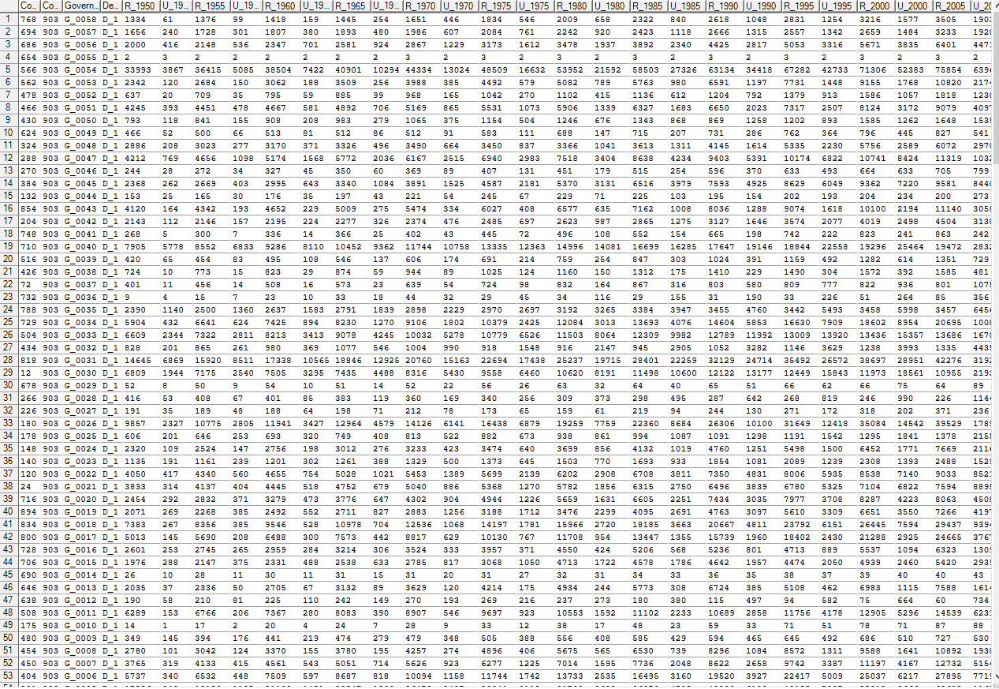 Co... Co... Govern... De... R_1950 U_19... R_1955 U_19... R_1960 U_19... R_1965 U_19... R_1970 U_1970 R_1975 U_1975 R_1980 U_1980 R_1985 U_1985 R_1990 U_1990 R_1995 U_1995 R_2000 U_2000 R_2005 U_20
1 768 903 G_0058 D_1 1334 61 1376 99 1418 159 1445 254 1651 446 1834 546 2009 658 2322 840 2618 1048 2831 1254 3216 1577 3505 1903
2 694 903 G_0057 D_1 1656 240 1728 301 1807 380 1893 480 1986 607 2084 761 2242 920 2423 1118 2666 1315 2557 1342 2659 1484 3233 1920
3 686 903 G_0056 D_1 2000 416 2148 536 2347 701 2581 924 2867 1229 3173 1612 3478 1937 3892 2340 4425 2817 5053 3316 5671 3835 6401 4471
4 654 903 G_0055 D_1 2 3 2 2 2 2 2 2 2 2 2 2 3 2 3 2 3 2 3 2 3 2 3 2
5 566 903 G_0054 D_1 33993 3867 36415 5085 38504 7422 40901 10294 44334 13024 48509 16632 53952 21592 58503 27326 63134 34418 67282 42733 71306 52383 75854 6396
6 562 903 G_0053 D_1 2342 120 2684 150 3062 188 3509 256 3988 385 4492 579 5082 789 5763 980 6591 1197 7731 1448 9155 1768 10820 2174
7 478 903 G_0052 D_1 637 20 709 35 795 59 885 99 968 165 1042 270 1102 415 1136 612 1204 792 1379 913 1586 1057 1818 1230
8 466 903 G_0051 D_1 4245 393 4451 478 4667 581 4892 706 5169 865 5531 1073 5906 1339 6327 1683 6650 2023 7317 2507 8124 3172 9079 4097
9 430 903 G_0050 D_1 793 118 841 155 908 208 983 279 1065 375 1154 504 1246 676 1343 868 869 1258 1202 893 1585 1262 1648 1535
10 624 903 G_0049 D_1 466 52 500 66 513 81 512 86 512 91 583 111 688 147 715 207 731 286 762 364 796 445 827 541
11 324 903 G_0048 D_1 2886 208 3023 277 3170 371 3326 496 3490 664 3450 837 3366 1041 3613 1311 4145 1614 5335 2230 5756 2589 6072 2970
12 288 903 G_0047 D_1 4212 769 4656 1098 5174 1568 5772 2036 6167 2515 6940 2983 7518 3404 8638 4234 9403 5391 10174 6822 10741 8424 11319 1032
13 270 903 G_0046 D_1 244 28 272 34 327 45 350 60 369 89 407 131 451 179 515 254 596 370 633 493 664 633 705 799
14 384 903 G_0045 D_1 2368 262 2669 403 2995 643 3340 1084 3891 1525 4587 2181 5370 3131 6516 3979 7593 4925 8629 6049 9362 7220 9581 8440
15 132 903 G_0044 D_1 153 25 165 30 176 35 197 43 221 54 245 67 229 71 225 103 195 154 202 193 204 234 200 273
16 854 903 G_0043 D_1 4120 164 4342 193 4652 229 5009 275 5474 334 6027 408 6577 635 7162 1008 8036 1288 9074 1618 10100 2194 11140 3058
17 204 903 G_0042 D_1 2143 112 2146 157 2195 224 2277 326 2374 476 2485 697 2623 987 2865 1275 3127 1646 3574 2077 4019 2498 4504 3130
18 748 903 G_0041 D_1 268 5 300 7 336 14 366 25 402 43 445 72 496 108 552 154 665 198 742 222 823 241 863 242
19 710 903 G_0040 D_1 7905 5778 8552 6833 9286 8110 10452 9362 11744 10758 13335 12363 14996 14081 16699 16285 17647 19146 18844 22558 19296 25464 19472 2832
20 516 903 G_0039 D_1 420 65 454 83 495 108 546 137 606 174 691 214 759 254 847 303 1024 391 1159 492 1282 614 1351 729
21 426 903 G_0038 D_1 724 10 773 15 823 29 874 59 944 89 1025 124 1160 150 1312 175 1410 229 1490 304 1572 392 1585 481
22 72 903 G_0037 D_1 401 11 456 14 508 16 573 23 639 54 724 98 832 164 867 316 803 580 809 777 822 936 801 1075
23 732 903 G_0036 D_1 9 4 15 7 23 10 33 18 44 32 29 45 34 116 29 155 31 190 33 226 51 264 85 356
24 788 903 G_0035 D_1 2390 1140 2500 1360 2637 1583 2791 1839 2898 2229 2970 2697 3192 3265 3384 3947 3455 4760 3442 5493 3458 5998 3457 6456
25 729 903 G_0034 D_1 5904 432 6641 624 7425 894 8230 1270 9106 1802 10379 2425 12084 3013 13693 4076 14604 5853 16630 7909 18602 8954 20695 1008
26 504 903 G_0033 D_1 6609 2344 7322 2811 8213 3413 9078 4245 10032 5278 10779 6526 11503 8064 12309 9982 12789 11992 13009 13920 13436 15357 13686 1670
27 434 903 G_0032 D_1 828 201 865 261 980 369 1077 546 1004 990 918 1548 916 2147 945 2905 1052 3282 1146 3629 1238 3993 1335 4435
28 818 903 G_0031 D_1 14645 6869 15920 8511 17338 10565 18846 12925 20760 15163 22694 17438 25237 19715 28401 22259 32131 24714 35492 26572 38697 28951 42276 3192
29 12 903 G_0030 D_1 6809 1944 7175 2540 7505 3295 7435 4488 8316 5430 9558 6460 10620 8191 11498 10600 12122 13177 12449 15843 11973 18561 10955 2193
30 678 903 G_0029 D_1 52 8 50 9 54 10 51 14 52 22 56 26 63 32 64 40 65 51 66 62 66 75 64 89
31 266 903 G_0028 D_1 416 53 408 67 401 85 383 119 360 169 340 256 309 373 298 495 287 642 268 819 246 990 226 1144
32 226 903 G_0027 D_1 191 35 189 48 188 64 198 71 212 78 173 65 159 61 219 94 244 130 271 172 318 202 371 236
33 180 903 G_0026 D_1 9857 2327 10775 2805 11941 3427 12964 4579 14126 6141 16438 6879 19259 7759 22360 8684 26306 10100 31649 12418 35084 14542 39529 1789
34 178 903 G_0025 D_1 606 201 646 253 693 320 749 408 813 522 882 673 938 861 994 1087 1091 1298 1191 1542 1295 1841 1378 2155
35 148 903 G_0024 D_1 2320 109 2524 147 2756 198 3012 276 3233 423 3474 640 3699 856 4132 1019 4760 1251 5498 1500 6452 1771 7669 2116
36 140 903 G_0023 D_1 1135 191 1161 239 1201 302 1261 388 1329 500 1373 645 1503 770 1693 933 1854 1081 2089 1239 2308 1393 2488 1529
37 120 903 G_0022 D_1 4050 417 4340 560 4655 754 5028 1021 5453 1389 5699 2139 6202 2908 6708 3811 7350 4831 8006 5935 8538 7140 9033 8521
38 24 903 G_0021 D_1 3833 314 4137 404 4445 518 4752 679 5040 886 5368 1270 5782 1856 6315 2750 6496 3839 6780 5325 7104 6822 7594 8895
39 716 903 G_0020 D_1 2454 292 2832 371 3279 473 3776 647 4302 904 4944 1226 5659 1631 6605 2251 7434 3035 7977 3708 8287 4223 8063 4508
40 894 903 G_0019 D_1 2071 269 2268 385 2492 552 2711 827 2883 1256 3188 1712 3476 2299 4095 2691 4763 3097 5610 3309 6651 3550 7266 4197
41 834 903 G_0018 D_1 7383 267 8356 385 9546 528 10978 704 12536 1068 14197 1781 15966 2720 18185 3663 20667 4811 23792 6151 26445 7594 29437 9394
42 800 903 G_0017 D_1 5013 145 5690 208 6488 300 7573 442 8817 629 10130 767 11708 954 13447 1355 15739 1960 18402 2430 21288 2925 24665 3767
43 728 903 G_0016 D_1 2601 253 2745 265 2959 284 3214 306 3524 333 3957 371 4550 424 5206 568 5236 801 4713 889 5537 1094 6323 1309
44 706 903 G_0015 D_1 1976 288 2147 375 2331 488 2538 633 2785 817 3068 1050 4713 1722 4578 1786 4642 1957 4474 2050 4939 2460 5420 2939
45 690 903 G_0014 D_1 26 10 28 11 30 11 31 15 31 20 31 27 32 31 34 33 36 35 38 37 39 40 40 43
46 646 903 G_0013 D_1 2035 37 2336 50 2705 67 3132 89 3629 120 4214 175 4934 244 5773 308 6724 385 5108 462 6983 1115 7588 1614
47 638 903 G_0012 D_1 190 58 210 81 225 110 242 149 270 193 269 216 237 273 180 380 115 497 94 582 75 664 60 734
48 508 903 G_0011 D_1 6289 153 6766 206 7367 280 8083 390 8907 546 9697 923 10553 1592 11102 2233 10689 2858 11756 4178 12905 5296 14539 6231
49 175 903 G_0010 D_1 14 1 17 2 20 4 24 7 28 9 33 12 38 17 48 23 59 33 71 51 78 71 87 88
50 480 903 G_0009 D_1 349 145 394 176 441 219 474 279 479 348 505 388 556 408 585 429 594 465 645 492 686 510 727 530
51 454 903 G_0008 D_1 2780 101 3042 124 3370 155 3780 195 4257 274 4896 406 5675 565 6530 739 8296 1084 8572 1311 9588 1641 10892 1930
52 450 903 G_0007 D_1 3765 319 4133 415 4561 543 5051 714 5626 923 6277 1225 7014 1595 7736 2048 8622 2658 9742 3387 11197 4167 12732 5154
53 404 903 G_0006 D_1 5737 340 6532 448 7509 597 8687 818 10094 1158 11744 1742 13733 2535 16495 3160 19520 3927 22417 5009 25037 6217 27895 7719